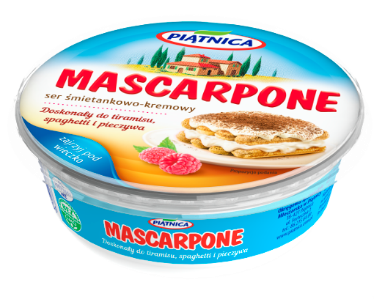 PIĄTNICA
MASCARPONE
ser śmietankowo-kremowy
Doskonały do tiramisu,
spaghetti i pieczywa
zajrzyj pod
wieczko
PIĄTNICA
MASCARPONE
Doskonały do tiramisu, spaghetti i pieczywa